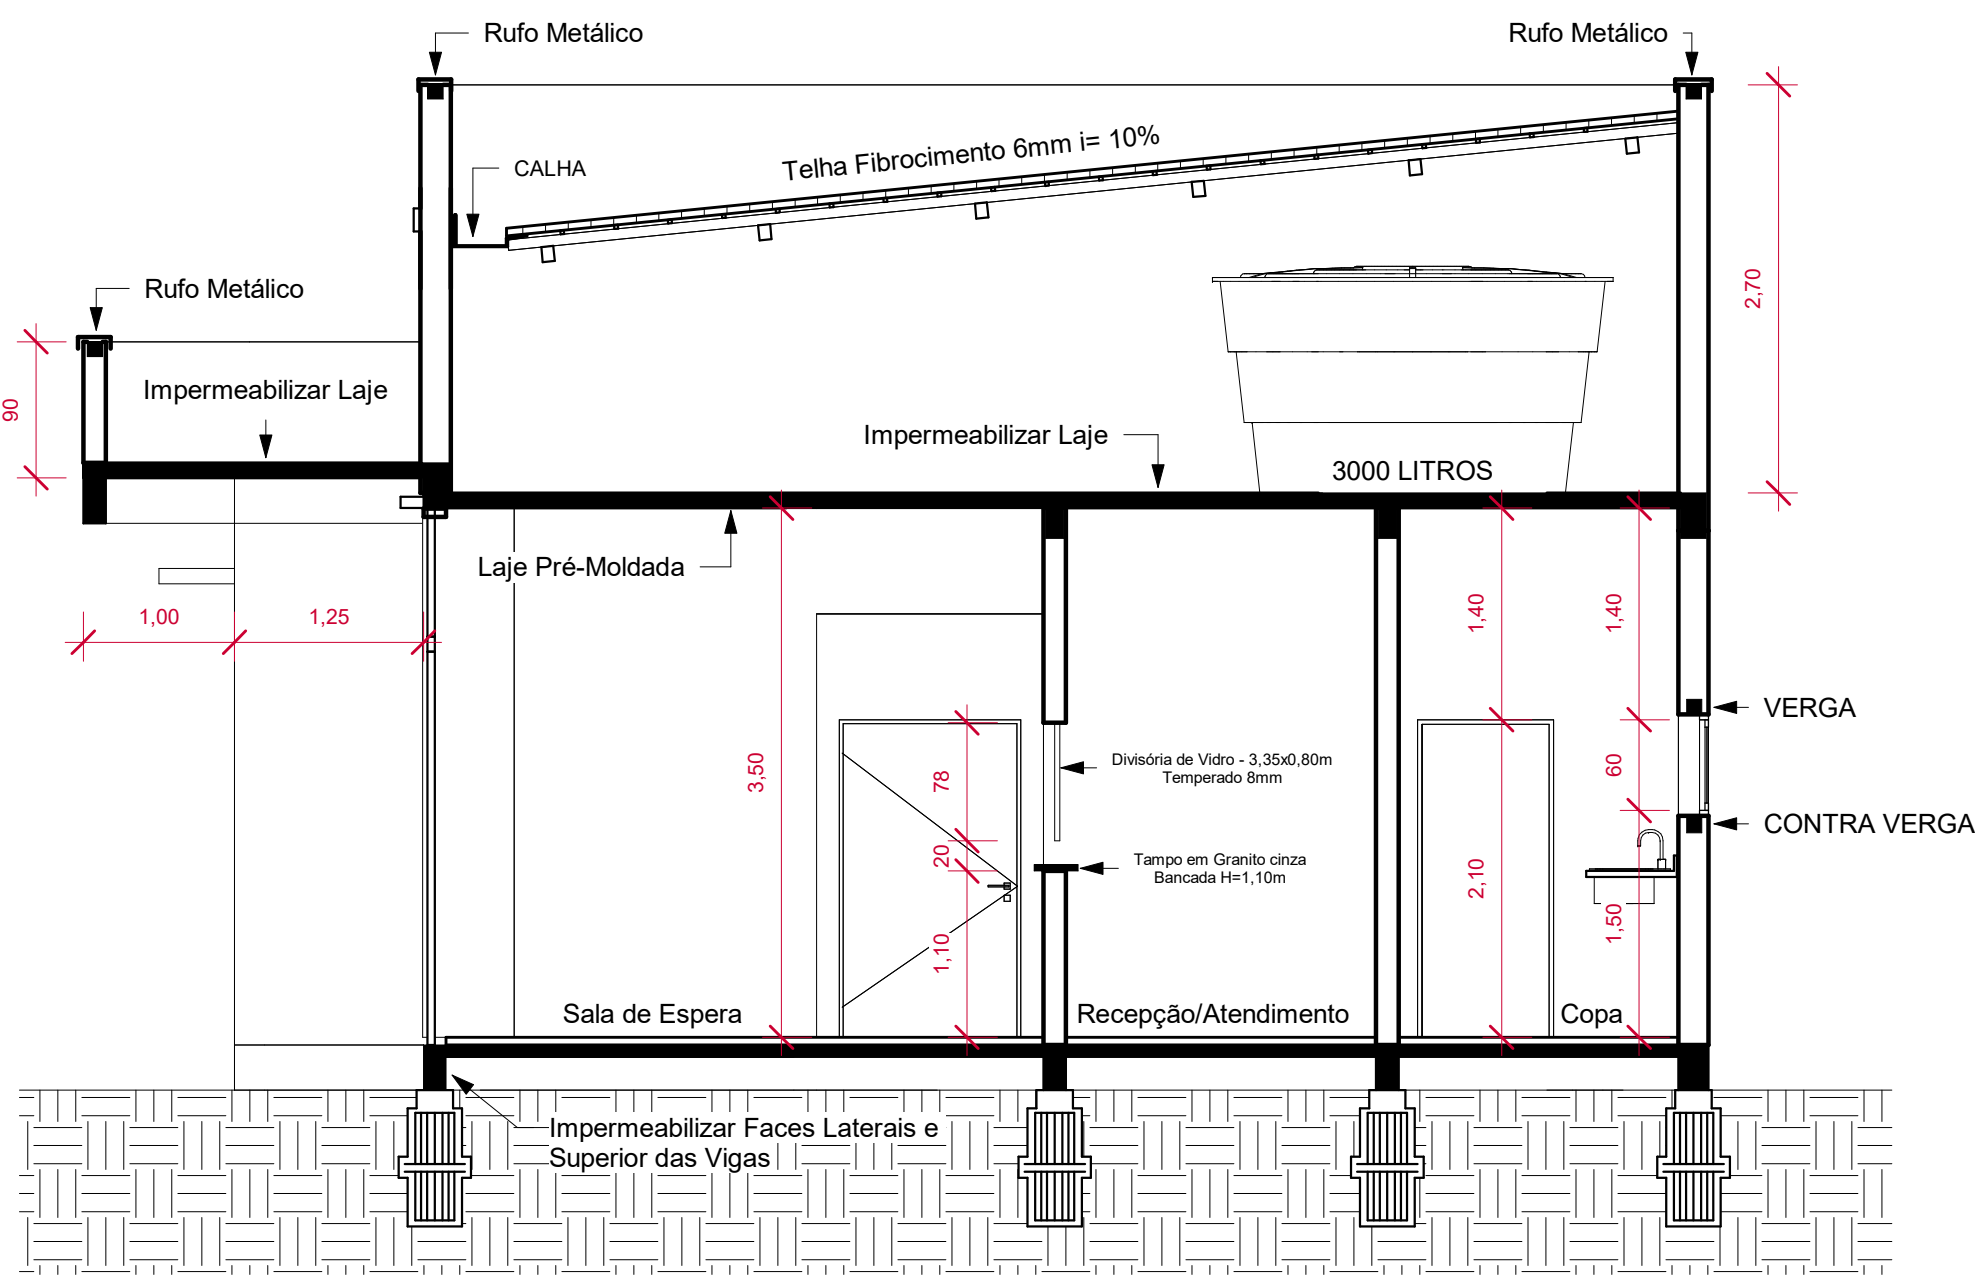 Rufo Metálico
Rufo Metálico
Telha Fibrocimento 6mm i= 10%
CALHA
Rufo Metálico
2,70
Impermeabilizar Laje
90
Impermeabilizar Laje
3000 LITROS
Laje Pré-Moldada
1,00
1,25
1,40
1,40
VERGA
3,50
78
Divisória de Vidro - 3,35x0,80m
Temperado 8mm
60
CONTRA VERGA
20
Tampo em Granito cinza
Bancada H=1,10m
2,10
1,50
1,10
Sala de Espera
Recepção/Atendimento
Copa
Impermeabilizar Faces Laterais e
Superior das Vigas